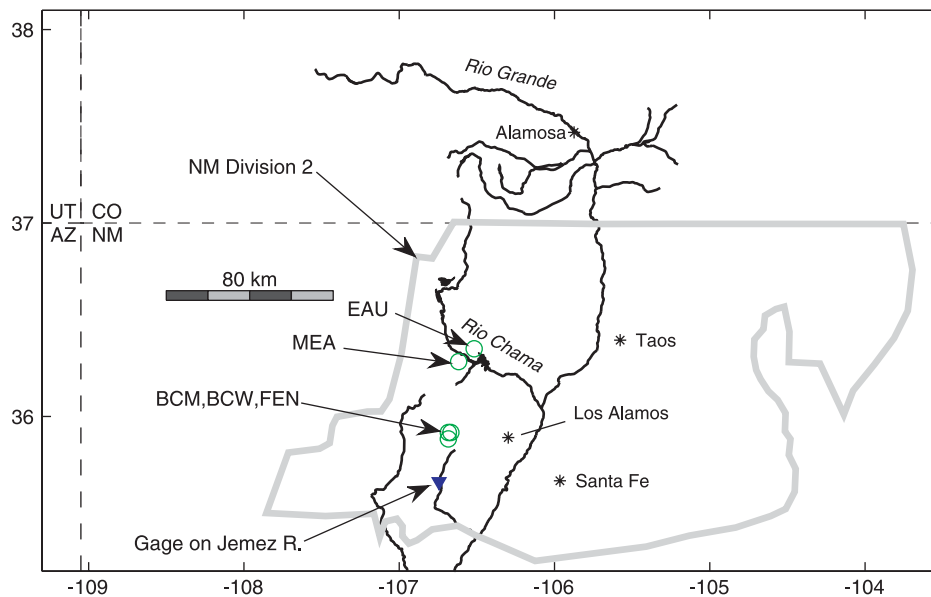 38
Rio Grande
Alamosa
NM Division 2
UT CO
37
AZ NM
80 km
EAU
Rio Chama
MEA
Taos
BCM,BCW,FEN
Los Alamos
36
Santa Fe
Gage on Jemez R.
-109 -108 -107 -106 -105 -104